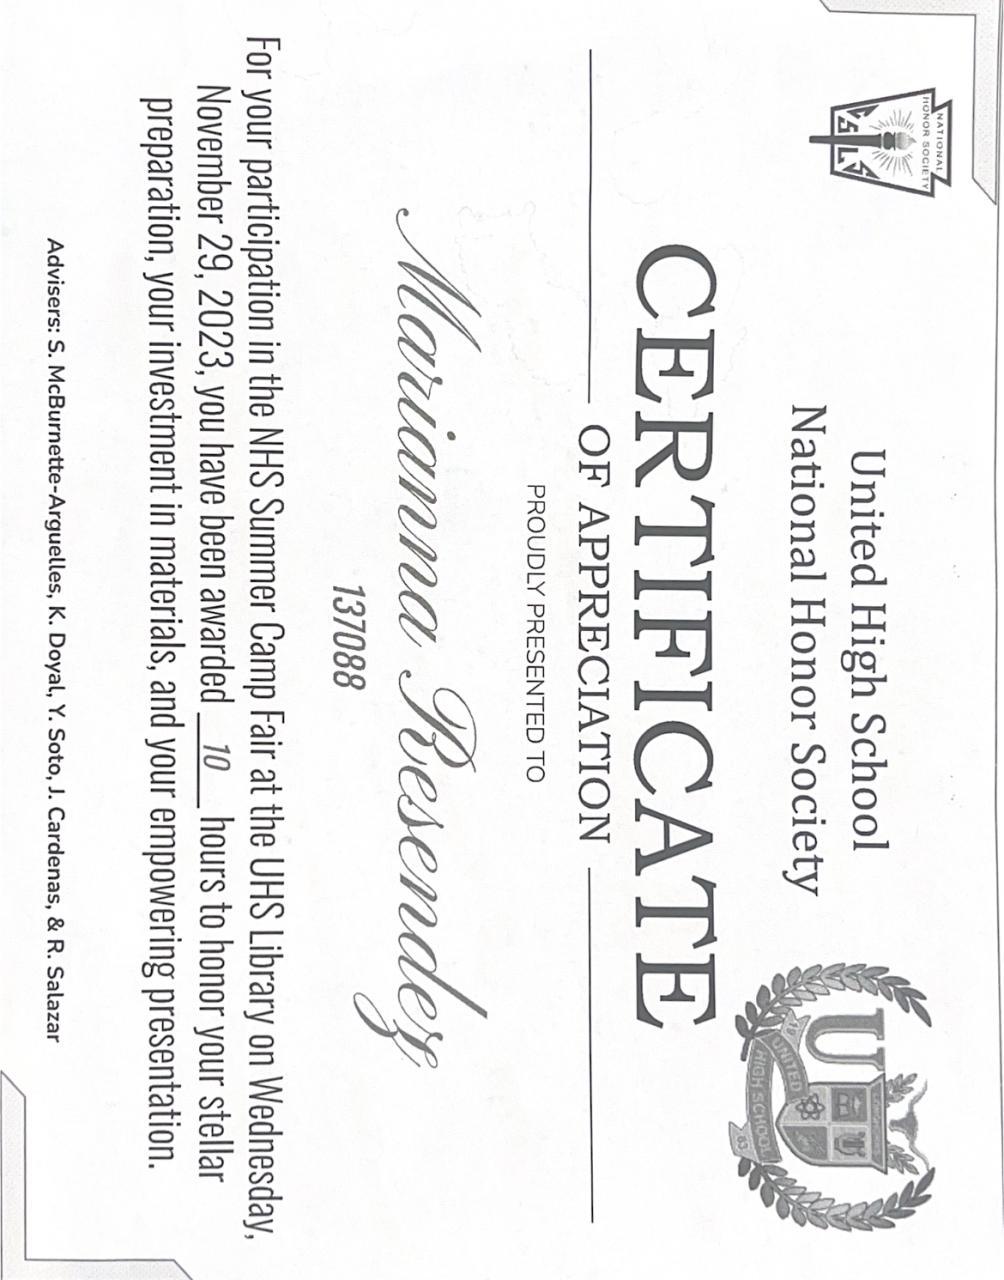 NATIONAL
HONOR SOCIETY
C S L S
United High School
National Honor Society
U
UNITED
HIGH SCHOOL
CERTIFICATE
OF APPRECIATION
PROUDLY PRESENTED TO
Marianna Resendez
137088
For your participation in the NHS Summer Camp Fair at the UHS Library on Wednesday,
November 29, 2023, you have been awarded 10 hours to honor your stellar
preparation, your investment in materials, and your empowering presentation.
Advisers: S. McBurnette-Arguelles, K. Doyal, Y. Soto, J. Cardenas, & R. Salazar